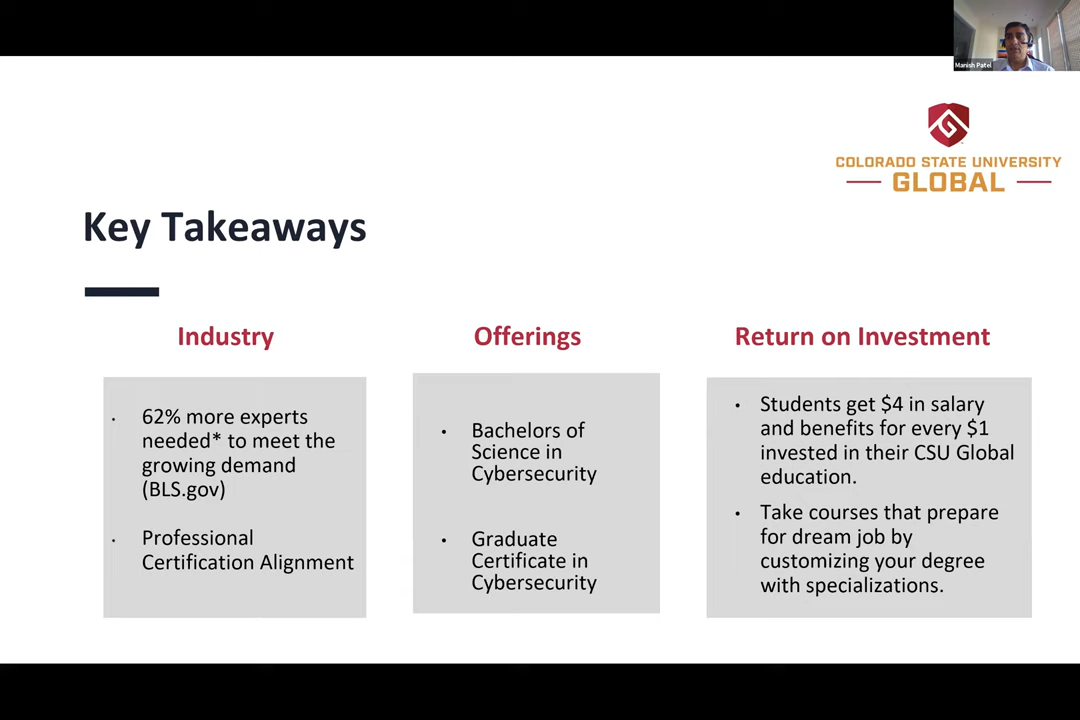 Manish Patel
COLORADO STATE UNIVERSITY
GLOBAL
Key Takeaways
Industry
• 62% more experts
needed* to meet the
growing demand
(BLS.gov)
• Professional
Certification Alignment
Offerings
• Bachelors of
Science in
Cybersecurity
• Graduate
Certificate in
Cybersecurity
Return on Investment
• Students get $4 in salary
and benefits for every $1
invested in their CSU Global
education.
• Take courses that prepare
for dream job by
customizing your degree
with specializations.